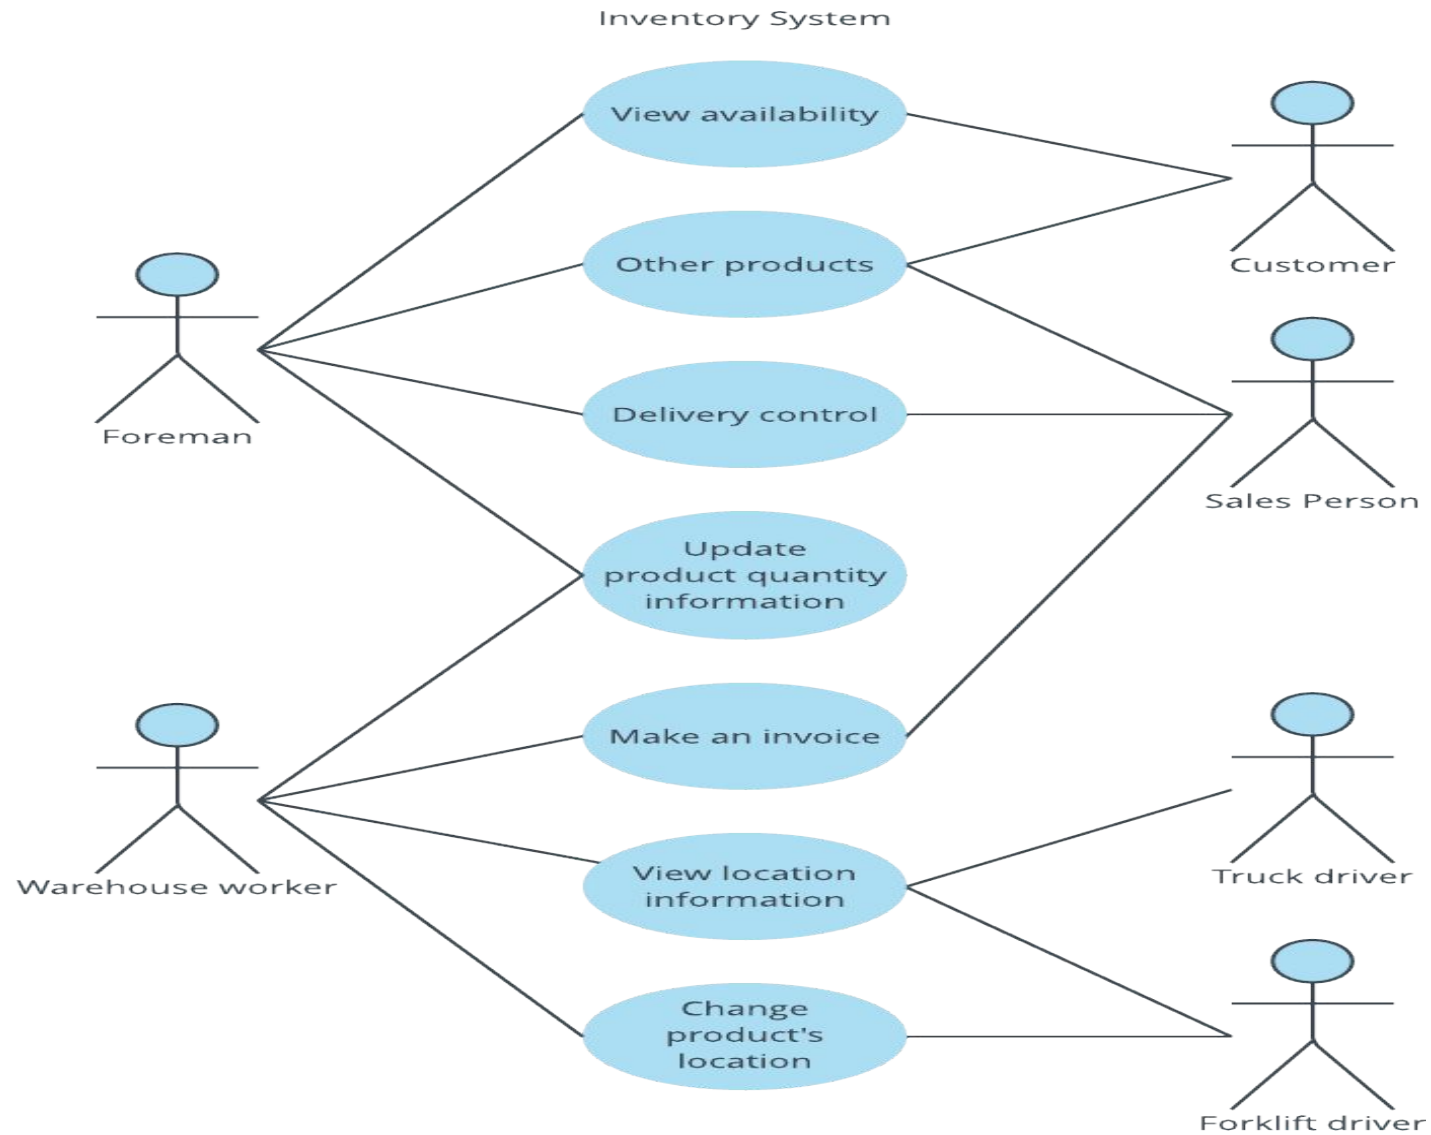 Inventory System
View availability
Customer
Other products
Foreman
Delivery control
Sales Person
Update
product quantity
information
Make an invoice
Warehouse worker
View location
information
Truck driver
Change
product's
location
Forklift driver